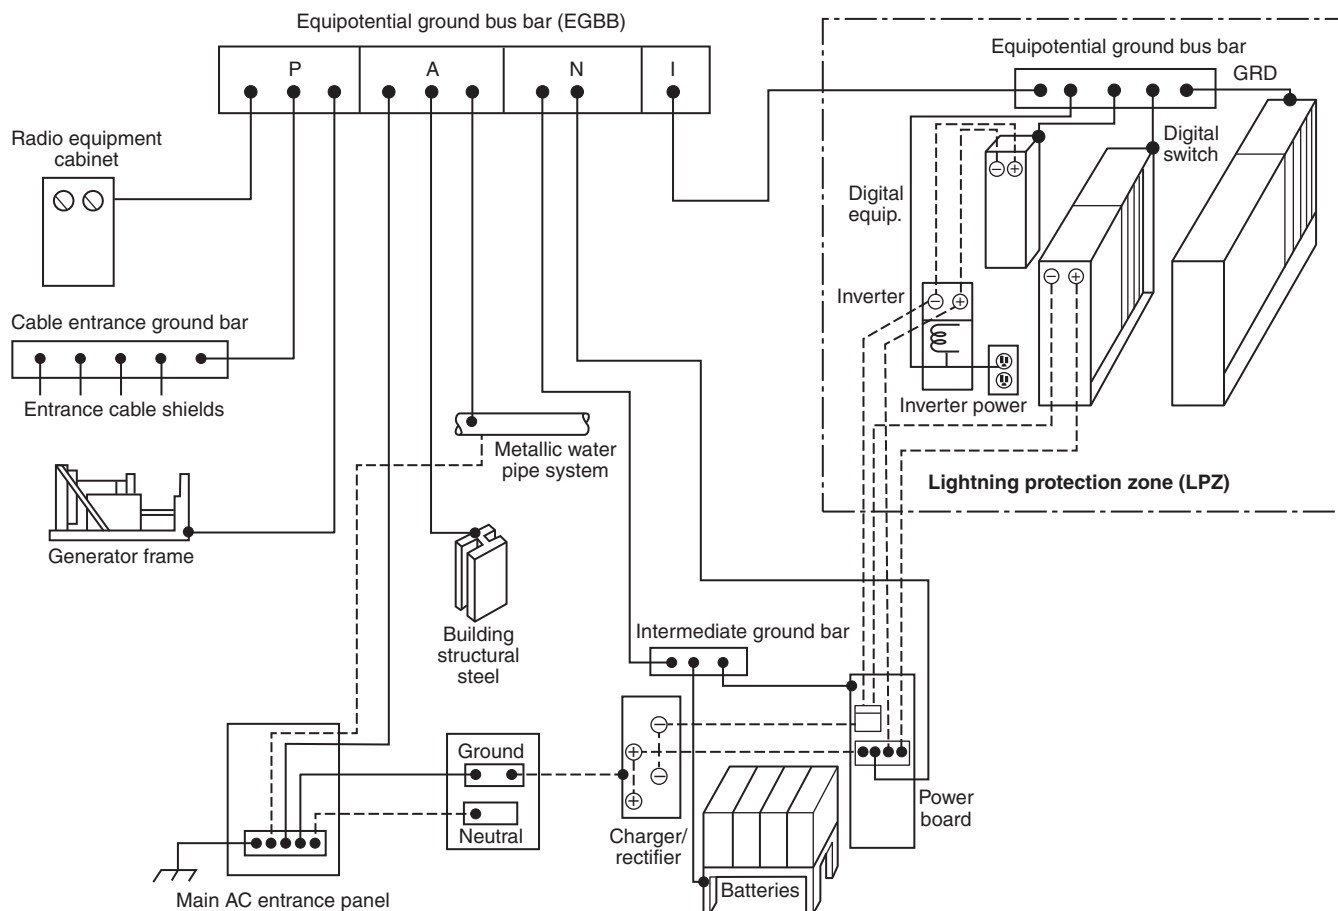 Equipotential ground bus bar (EGBB)
P
A
N
I
Equipotential ground bus bar
GRD
Radio equipment
cabinet
Digital
switch
Digital
equip.
Inverter
Cable entrance ground bar
Entrance cable shields
Inverter power
Metallic water
pipe system
Lightning protection zone (LPZ)
Generator frame
Building
structural
steel
Intermediate ground bar
Ground
Neutral
Charger/
rectifier
Power
board
Batteries
Main AC entrance panel